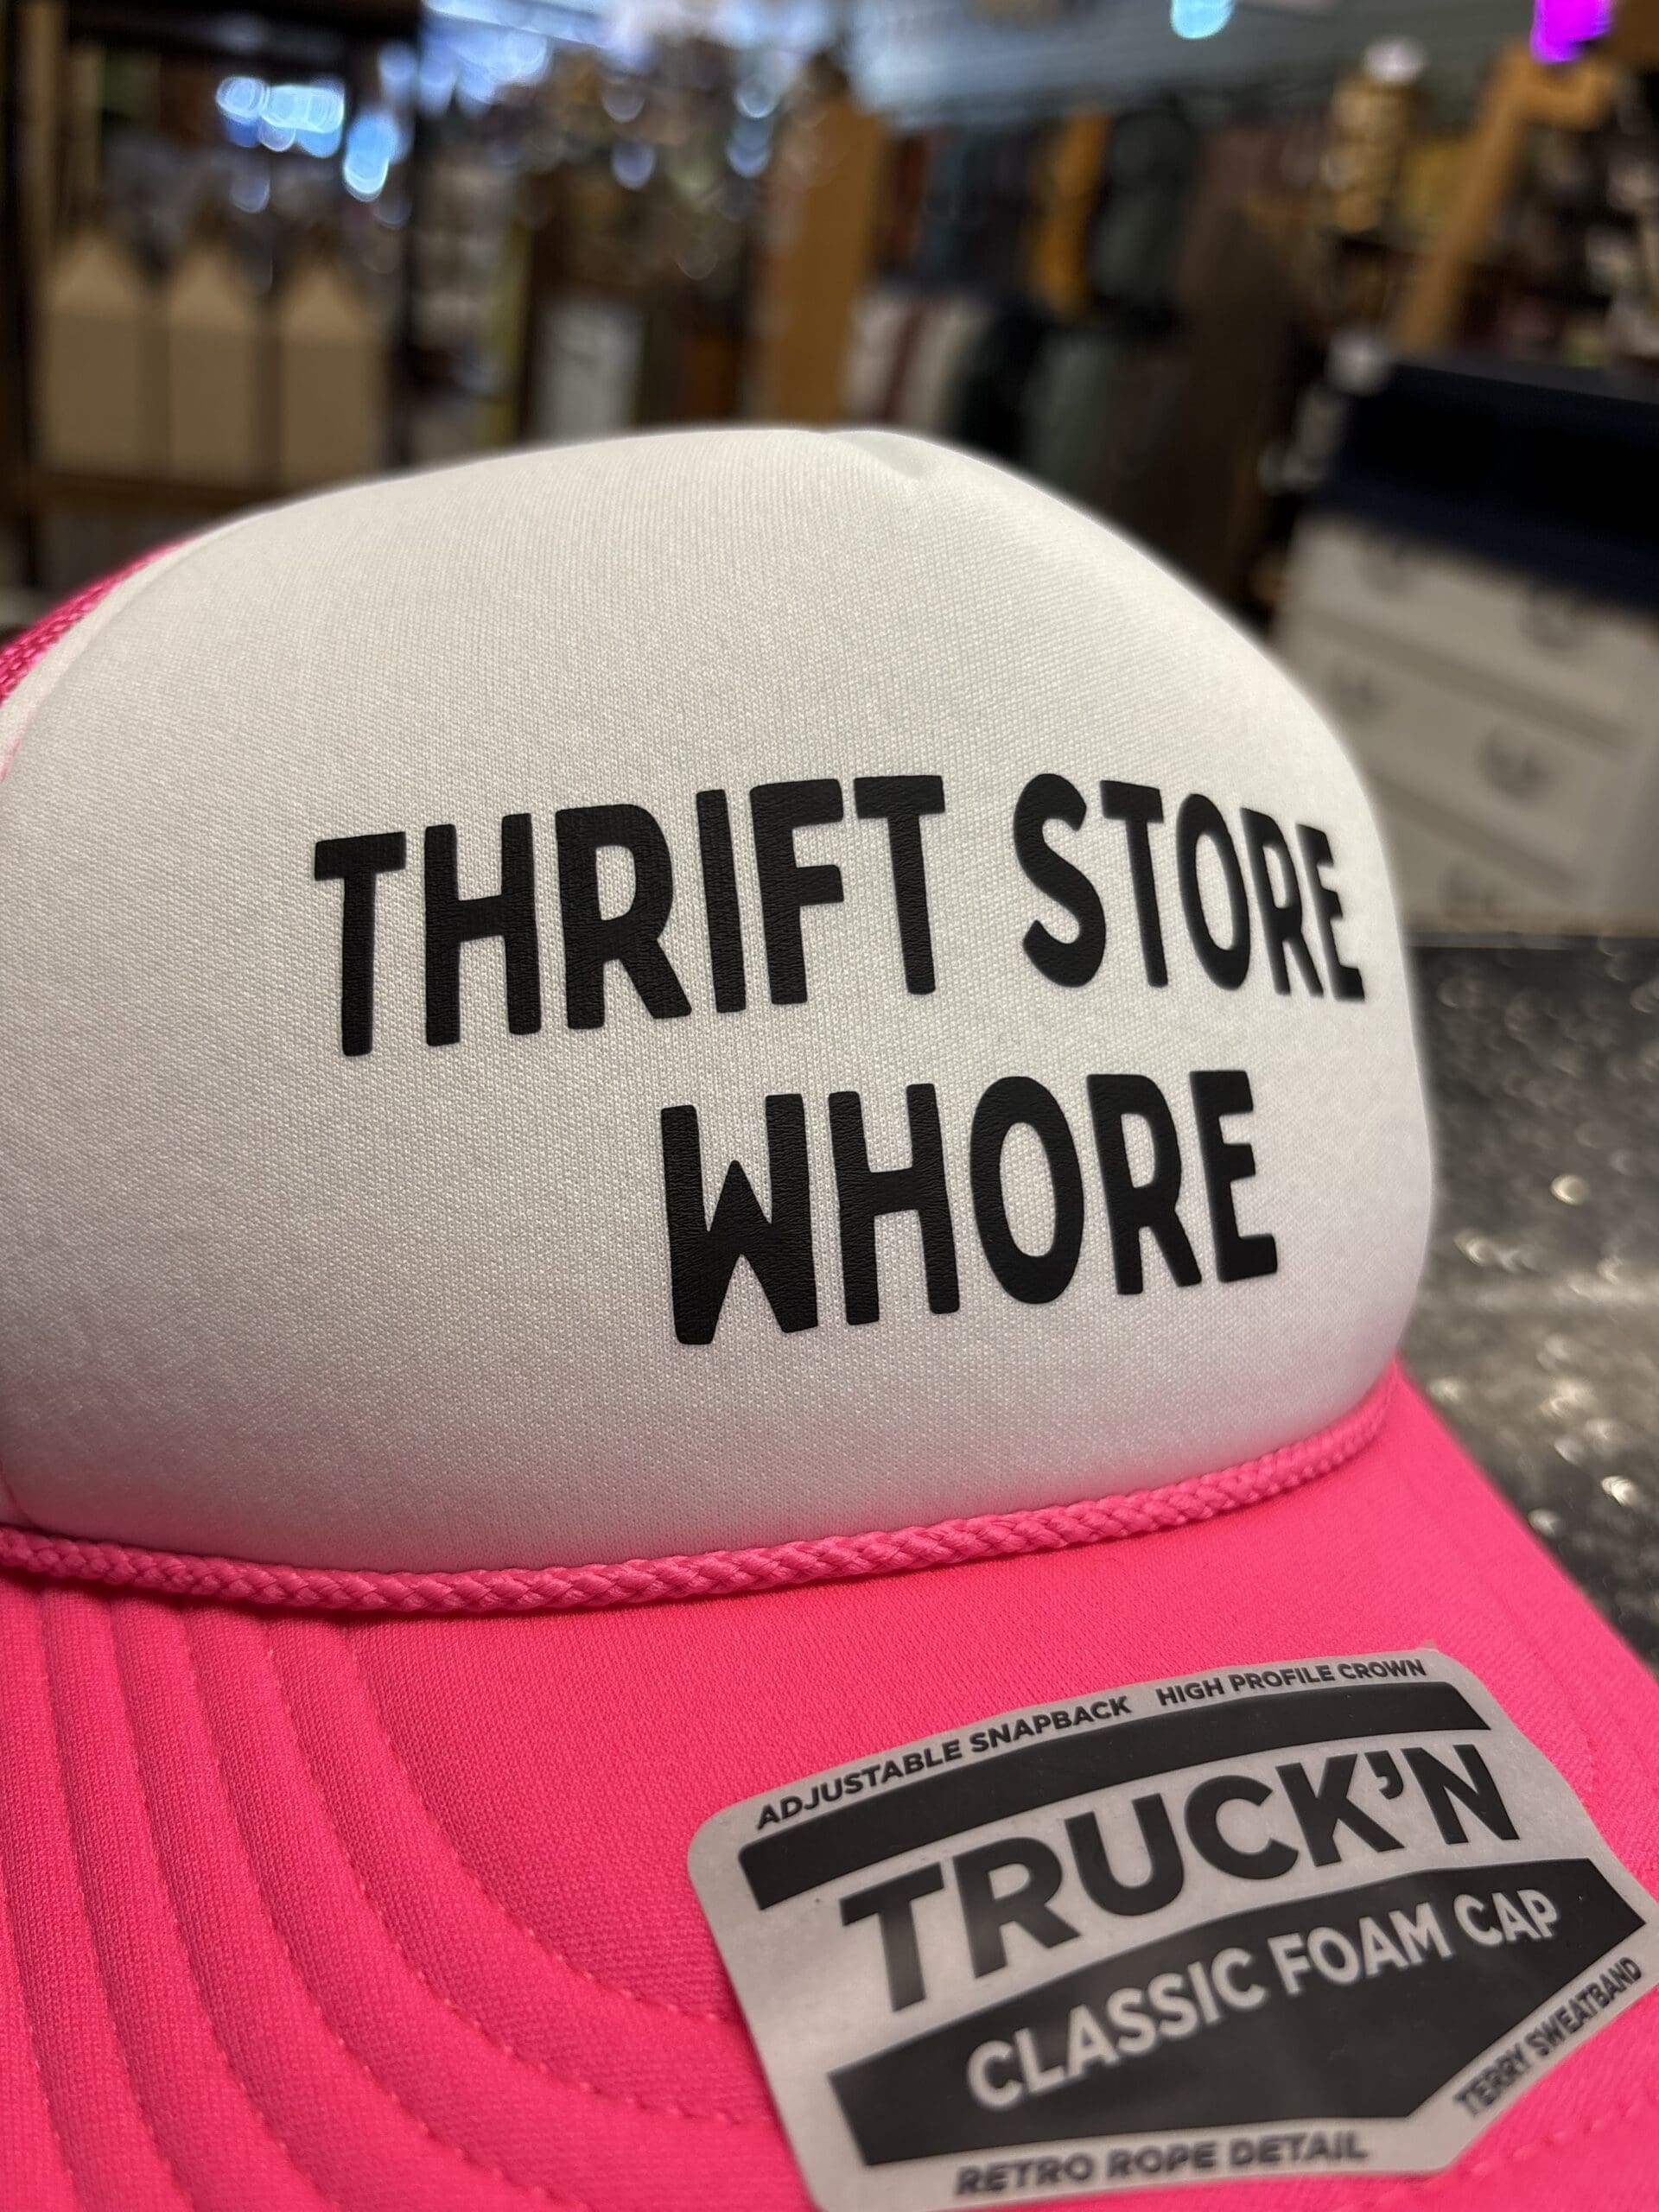 THRIFT STORE
WHORE
ADJUSTABLE SNAPBACK HIGH PROFILE CROWN
TRUCK'N
CLASSIC FOAM CAP
TERRY SWEATBAND
RETRO ROPE DETAIL